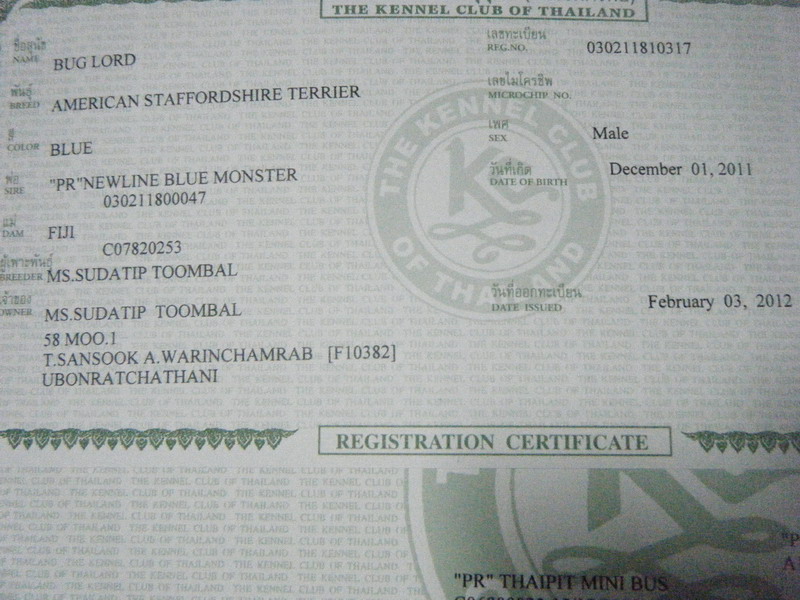 THE KENNEL CLUB OF THAILAND
ชื่อสุนัข
NAME BUG LORD
เลขทะเบียน
REG.NO. 030211810317
พันธุ์
BREED AMERICAN STAFFORDSHIRE TERRIER
เลขไมโครชิพ
MICROCHIP NO.
สี
COLOR BLUE
เพศ
SEX Male
พ่อ
SIRE "PR"NEWLINE BLUE MONSTER
030211800047
วันที่เกิด
DATE OF BIRTH December 01, 2011
แม่
DAM FIJI
C07820253
ผู้เพาะพันธุ์
BREEDER MS.SUDATIP TOOMBAL
เจ้าของ
OWNER MS.SUDATIP TOOMBAL
วันที่ออกทะเบียน
DATE ISSUED February 03, 2012
58 MOO.1
T.SANSOOK A.WARINCHAMRAB [F10382]
UBONRATCHATHANI
THE KENNEL CLUB
OF THAILAND
REGISTRATION CERTIFICATE
"PR" THAIPIT MINI BUS